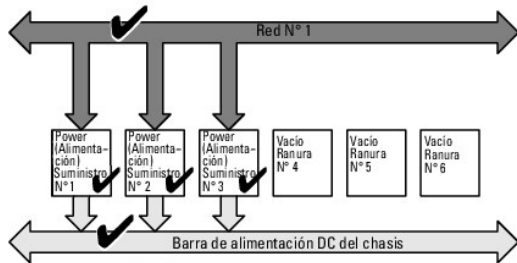 Red N° 1
Power
(Alimenta-
ción)
Suministro
N° 1
Power
(Alimenta-
ción)
Suministro
N° 2
Power
(Alimenta-
ción)
Suministro
N° 3
Vacío
Ranura
N° 4
Vacío
Ranura
N° 5
Vacío
Ranura
N° 6
Barra de alimentación DC del chasis